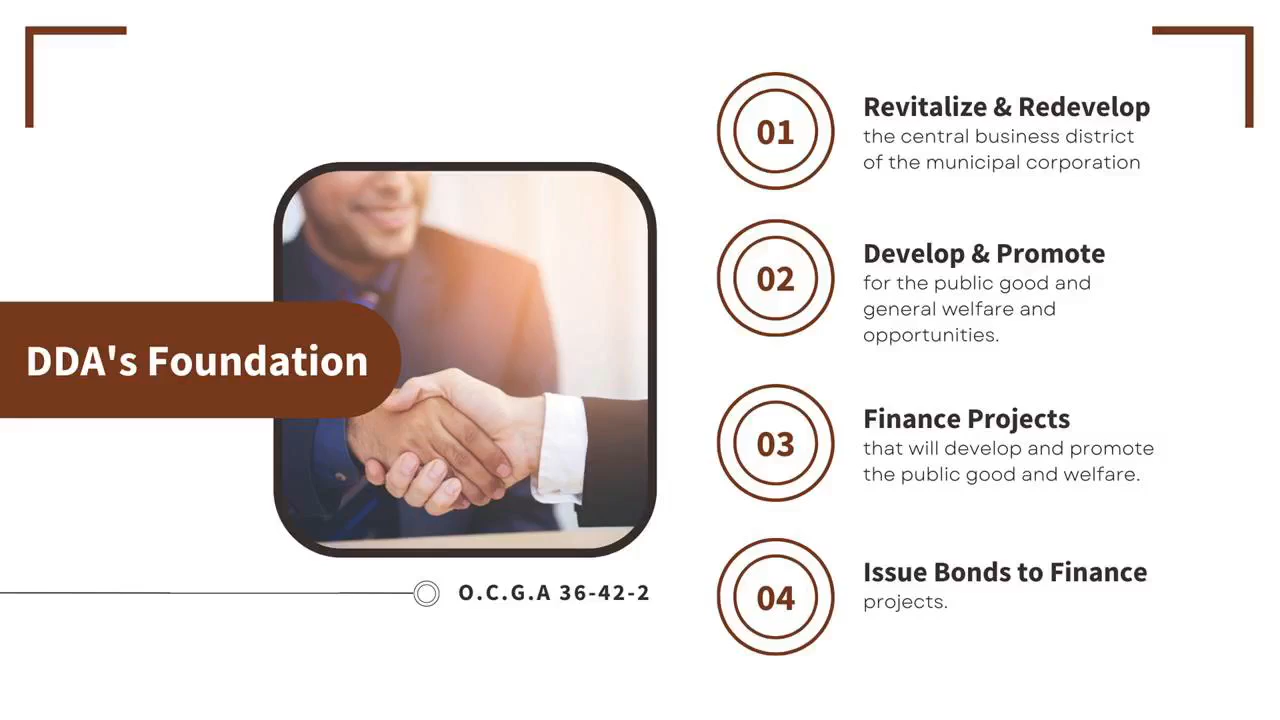 DDA's Foundation
O.C.G.A 36-42-2
01
Revitalize & Redevelop
the central business district
of the municipal corporation
02
Develop & Promote
for the public good and
general welfare and
opportunities.
03
Finance Projects
that will develop and promote
the public good and welfare.
04
Issue Bonds to Finance
projects.